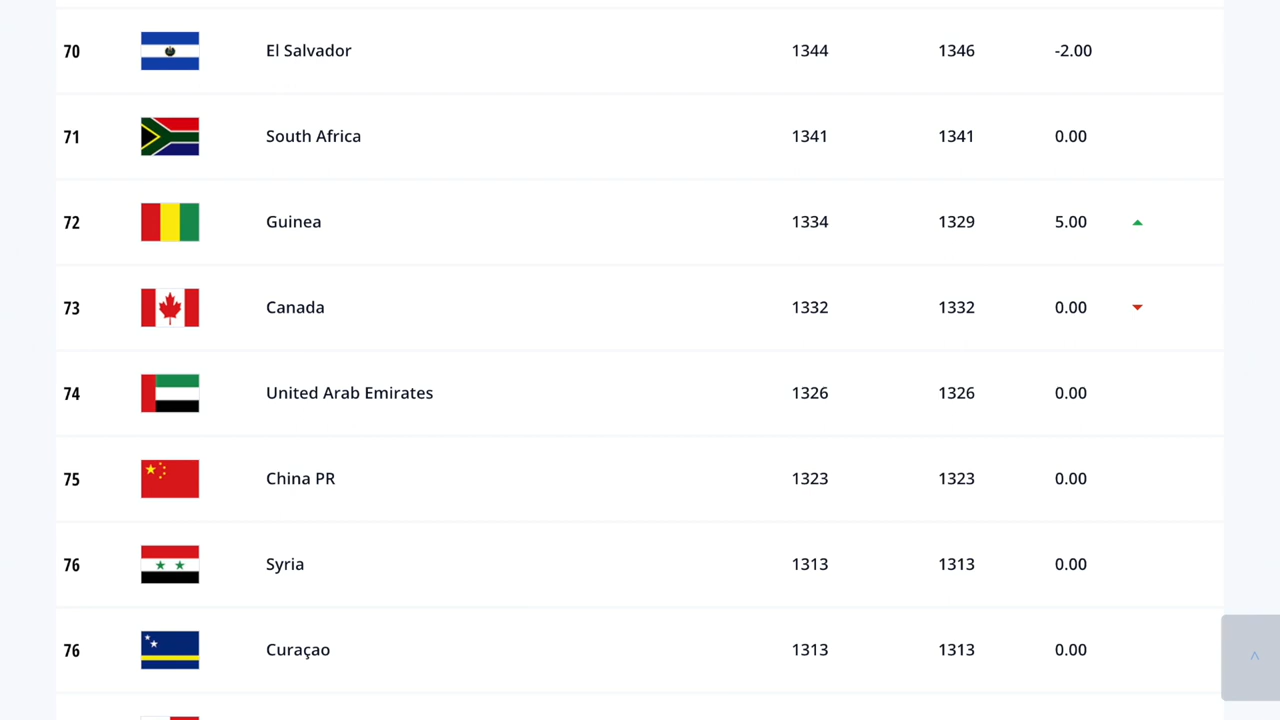 70 El Salvador 1344 1346 -2.00
71 South Africa 1341 1341 0.00
72 Guinea 1334 1329 5.00
73 Canada 1332 1332 0.00
74 United Arab Emirates 1326 1326 0.00
75 China PR 1323 1323 0.00
76 Syria 1313 1313 0.00
76 Curaçao 1313 1313 0.00